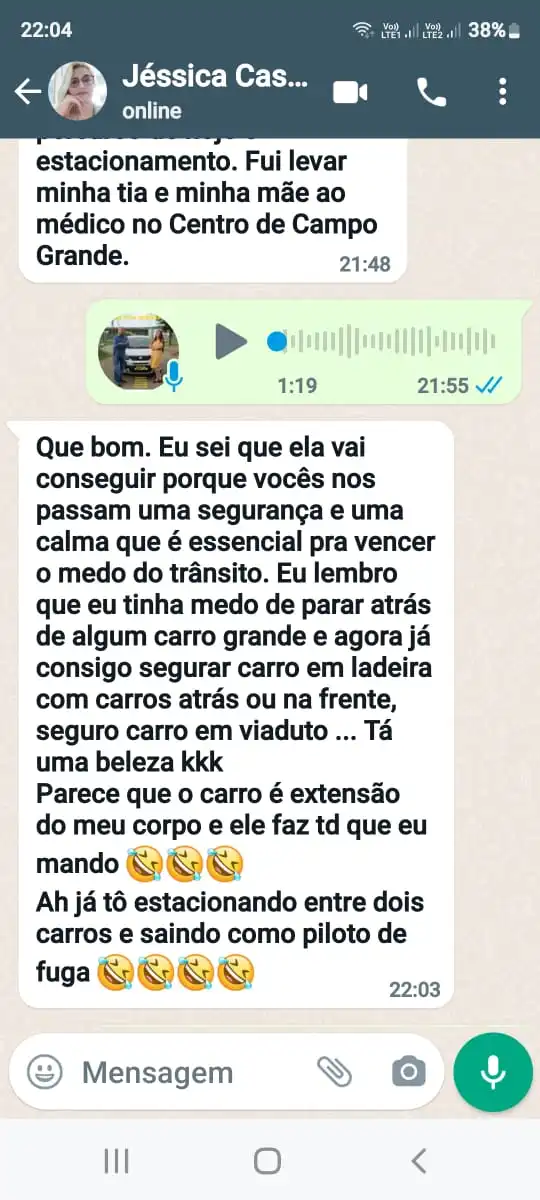 22:04
Vo)) LTE1 Vo)) LTE2 38%
Jéssica Cas...
online
estacionamento. Fui levar
minha tia e minha mãe ao
médico no Centro de Campo
Grande.
21:48
1:19
21:55
Que bom. Eu sei que ela vai
conseguir porque vocês nos
passam uma segurança e uma
calma que é essencial pra vencer
o medo do trânsito. Eu lembro
que eu tinha medo de parar atrás
de algum carro grande e agora já
consigo segurar carro em ladeira
com carros atrás ou na frente,
seguro carro em viaduto ... Tá
uma beleza kkk
Parece que o carro é extensão
do meu corpo e ele faz td que eu
mando 🤣🤣🤣
Ah já tô estacionando entre dois
carros e saindo como piloto de
fuga 🤣🤣🤣🤣
22:03
Mensagem